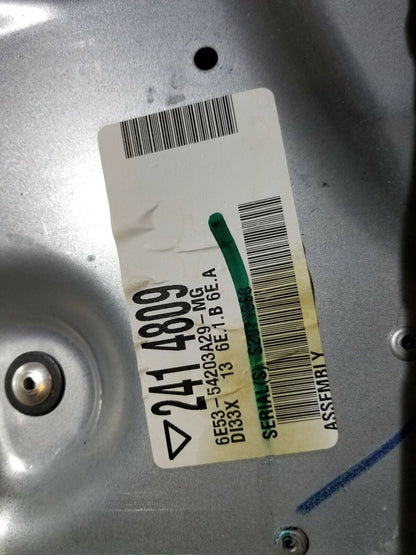 ▽241 4809
6E53-54203A29-MG
DI33X 13 6E.1.B 6E.A
SERIAL(S)
ASSEMBLY